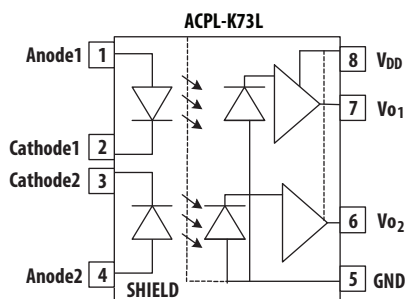 ACPL-K73L
Anode1 1
8 VDD
7 Vo1
Cathode1 2
Cathode2 3
6 Vo2
Anode2 4
5 GND
SHIELD